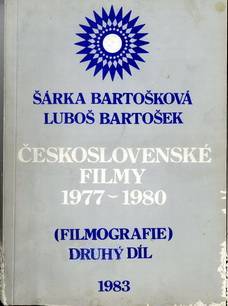 ŠÁRKA BARTOŠKOVÁ
LUBOŠ BARTOŠEK
ČESKOSLOVENSKÉ
FILMY
1977~1980
(FILMOGRAFIE)
DRUHÝ DÍL
1983